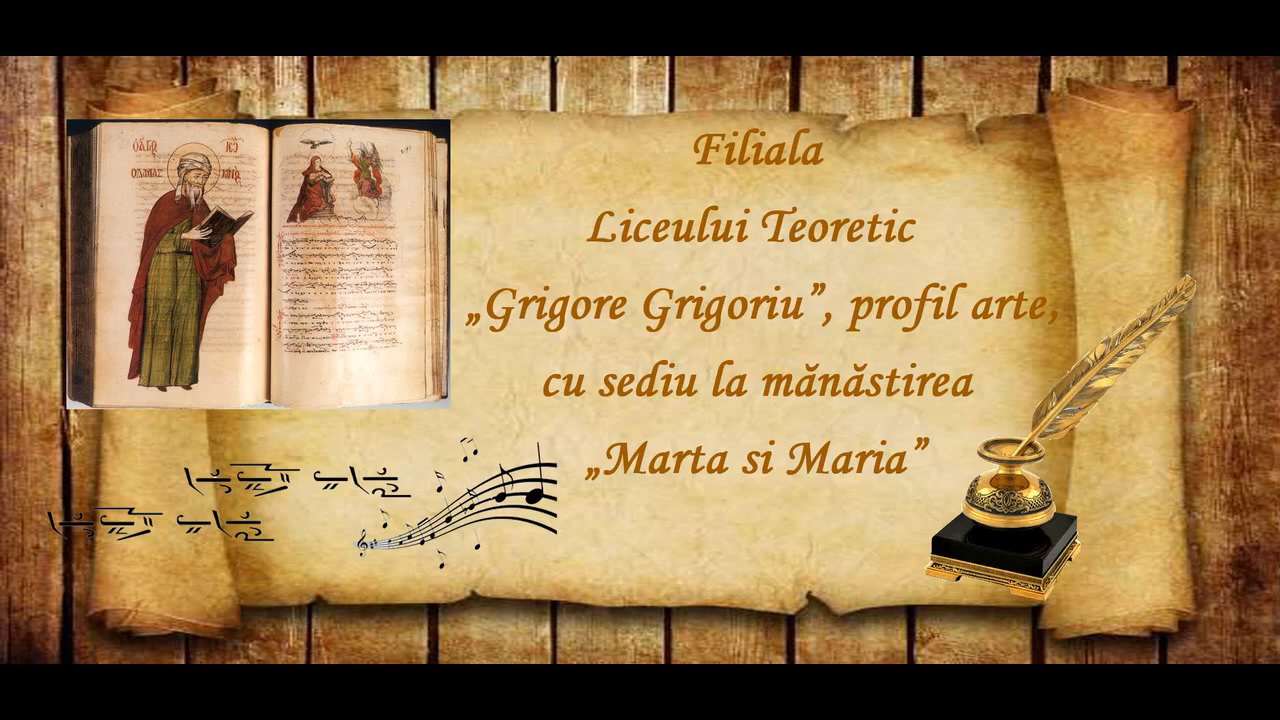 Filiala
Liceului Teoretic
„Grigore Grigoriu”, profil arte,
cu sediu la mănăstirea
„Marta si Maria”